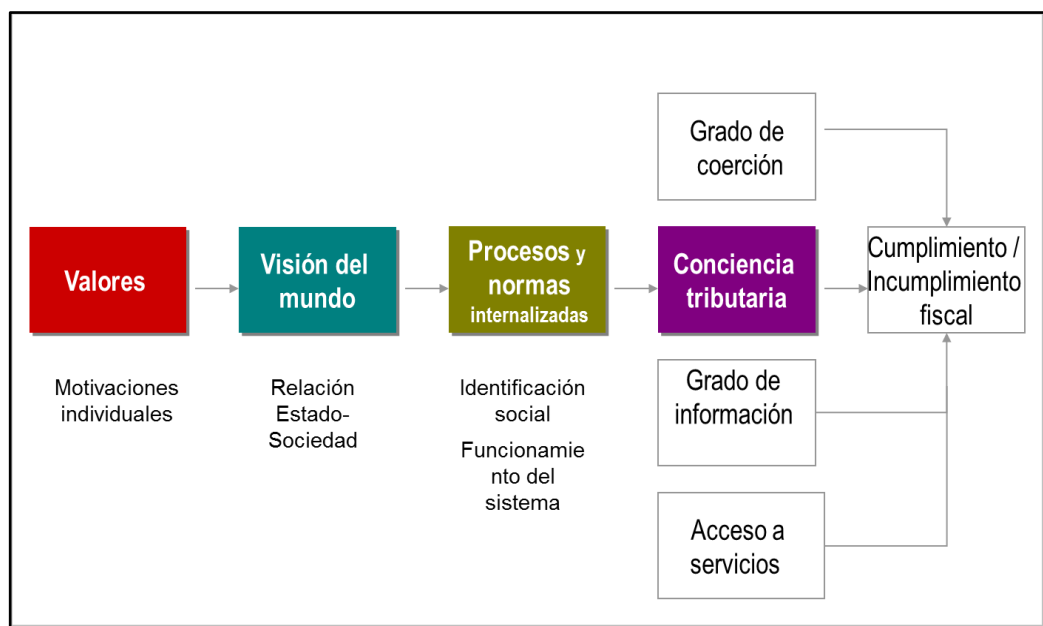 Grado de
coerción
Valores
Visión del
mundo
Procesos y
normas
internalizadas
Conciencia
tributaria
Cumplimiento /
Incumplimiento
fiscal
Motivaciones
individuales
Relación
Estado-
Sociedad
Identificación
social
Funcionamie
nto del
sistema
Grado de
información
Acceso a
servicios